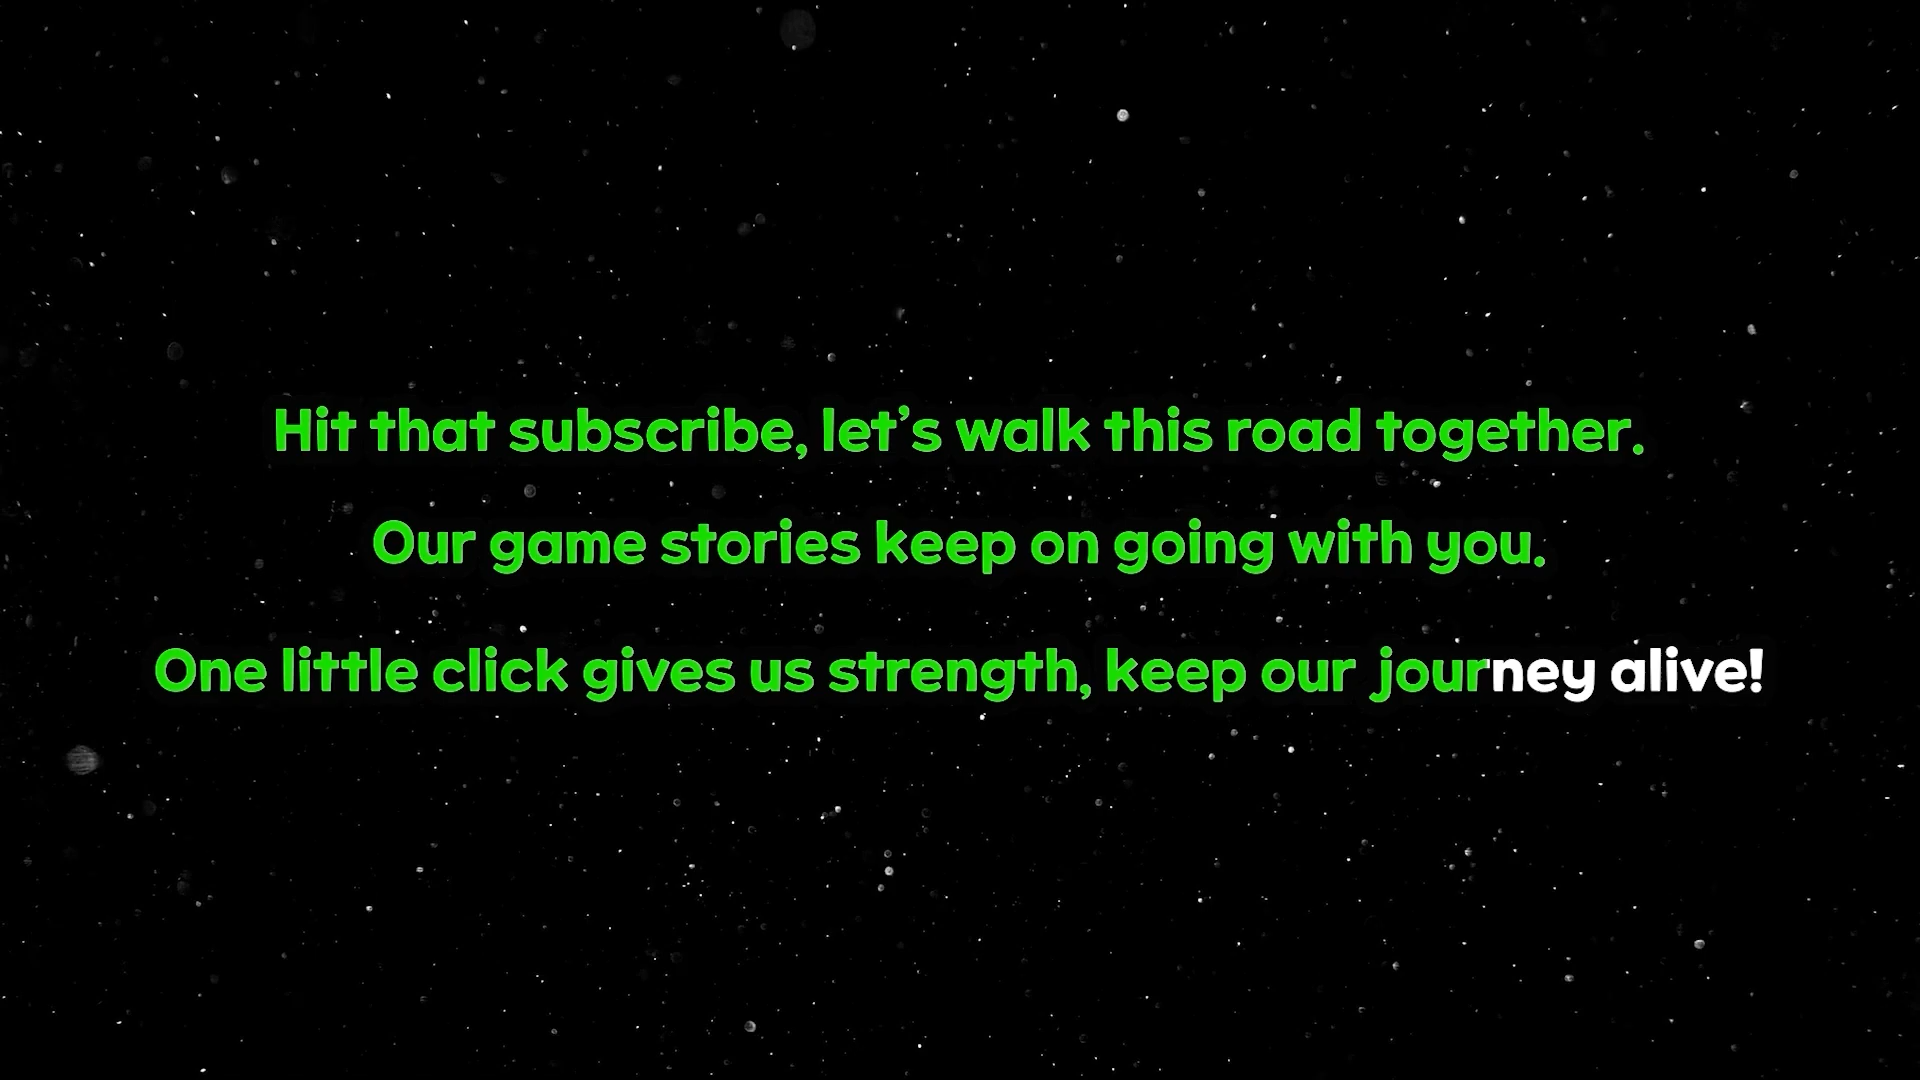 Hit that subscribe, let’s walk this road together.
Our game stories keep on going with you.
One little click gives us strength, keep our journey alive!